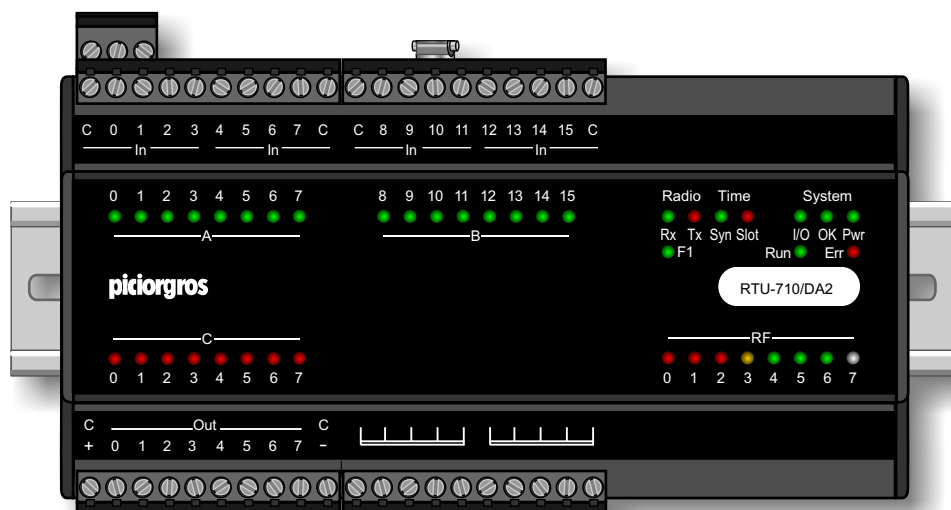 C 0 1 2 3 4 5 6 7 C C 8 9 10 11 12 13 14 15 C
In In In In
0 1 2 3 4 5 6 7 8 9 10 11 12 13 14 15
A B
Radio Time System
Rx Tx Syn Slot I/O OK Pwr
F1 Run Err
piciorgros
RTU-710/DA2
C RF
0 1 2 3 4 5 6 7 0 1 2 3 4 5 6 7
C Out C
+ 0 1 2 3 4 5 6 7 -